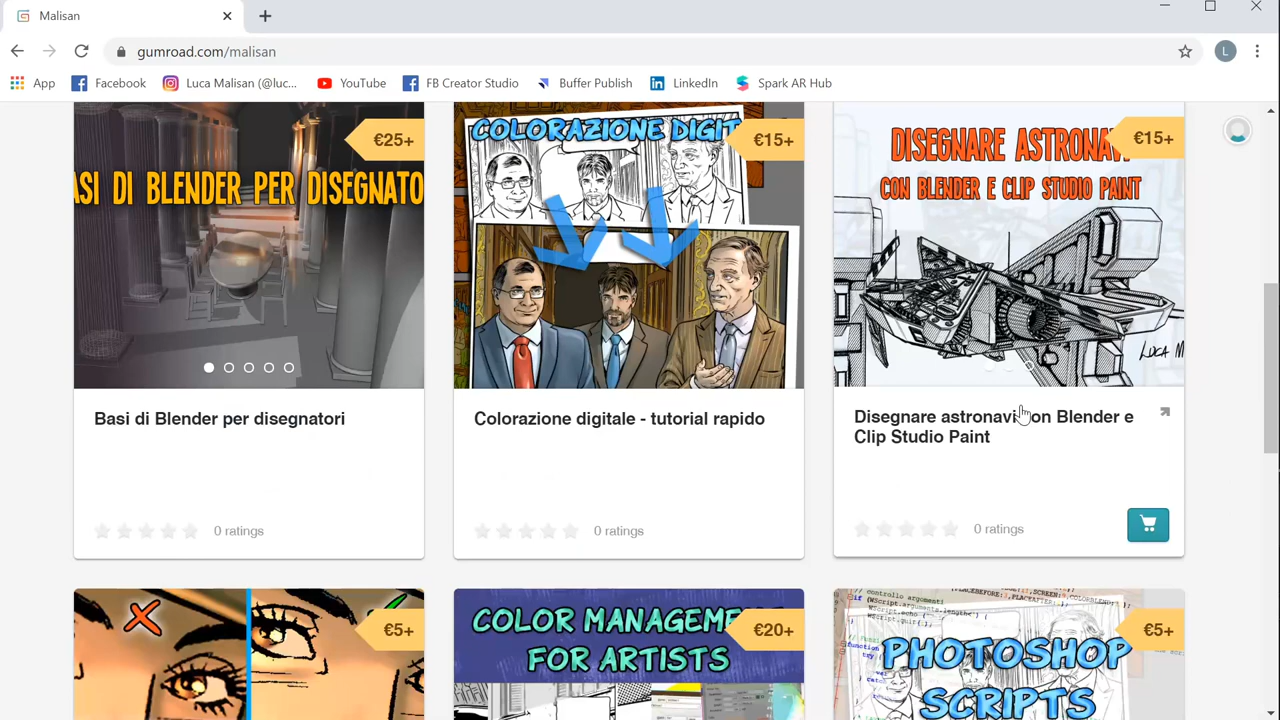 Malisan
gumroad.com/malisan
L
App
Facebook
Luca Malisan (@luc...
YouTube
FB Creator Studio
Buffer Publish
LinkedIn
Spark AR Hub
€25+
ASI DI BLENDER PER DISEGNATO
Basi di Blender per disegnatori
0 ratings
€15+
COLORAZIONE DIGIT
Colorazione digitale - tutorial rapido
0 ratings
€15+
DISEGNARE ASTRONAV
CON BLENDER E CLIP STUDIO PAINT
LUCA M
Disegnare astronavi con Blender e
Clip Studio Paint
0 ratings
€5+
€20+
COLOR MANAGEME
FOR ARTISTS
€5+
PHOTOSHOP
SCRIPTS